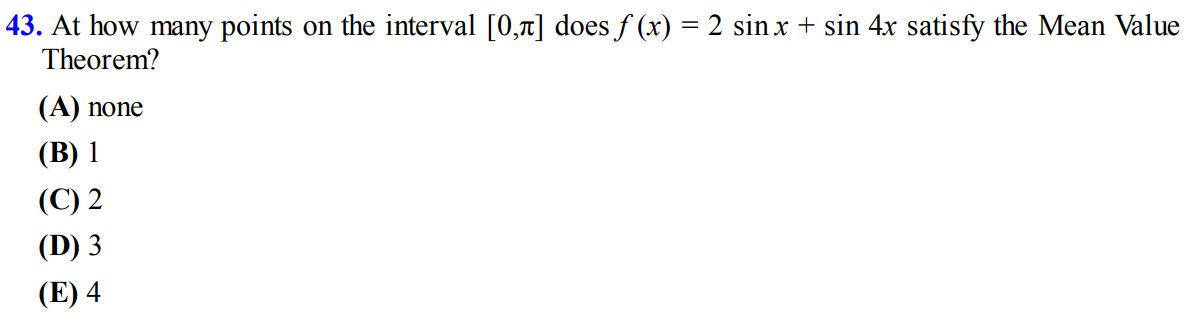 43. At how many points on the interval [0,π] does f (x) = 2 sin x + sin 4x satisfy the Mean Value
Theorem?
(A) none
(B) 1
(C) 2
(D) 3
(E) 4